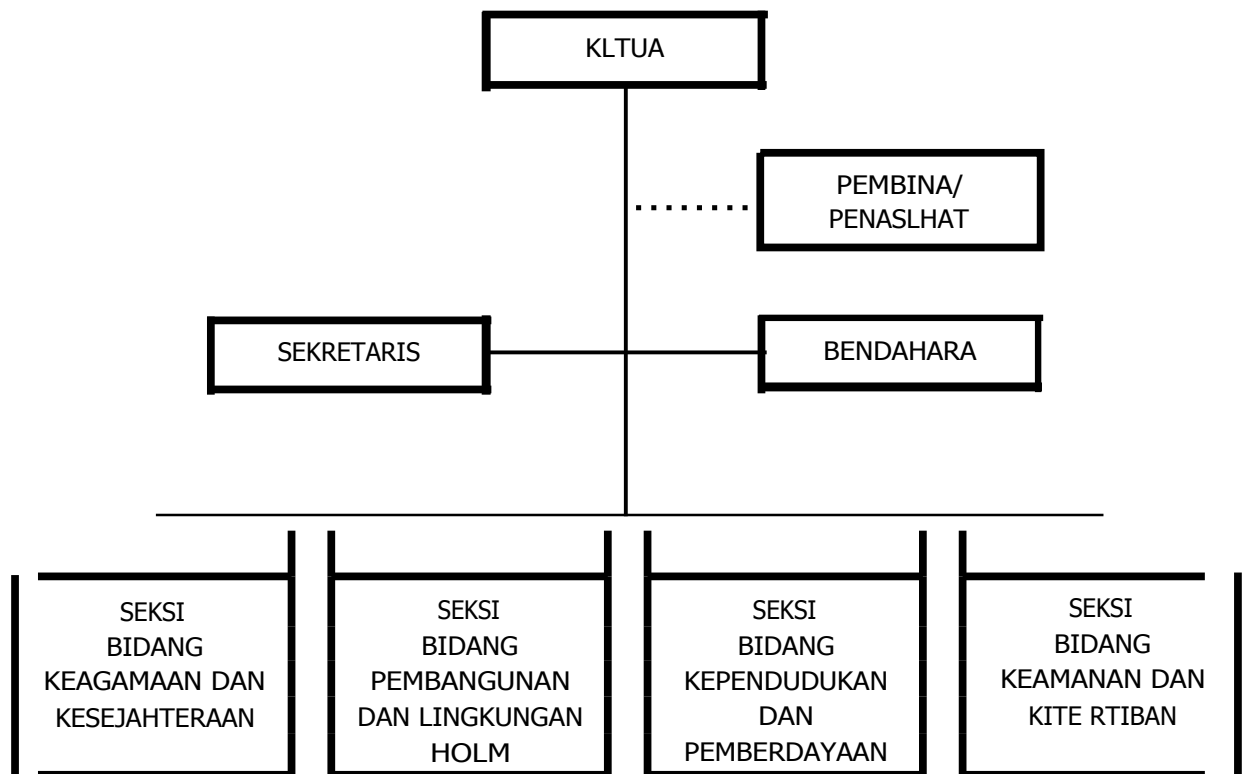 KLTUA
PEMBINA/
PENASLHAT
SEKRETARIS
BENDAHARA
SEKSI
BIDANG
KEAGAMAAN DAN
KESEJAHTERAAN
SEKSI
BIDANG
PEMBANGUNAN
DAN LINGKUNGAN
HOLM
SEKSI
BIDANG
KEPENDUDUKAN
DAN
PEMBERDAYAAN
SEKSI
BIDANG
KEAMANAN DAN
KITE RTIBAN